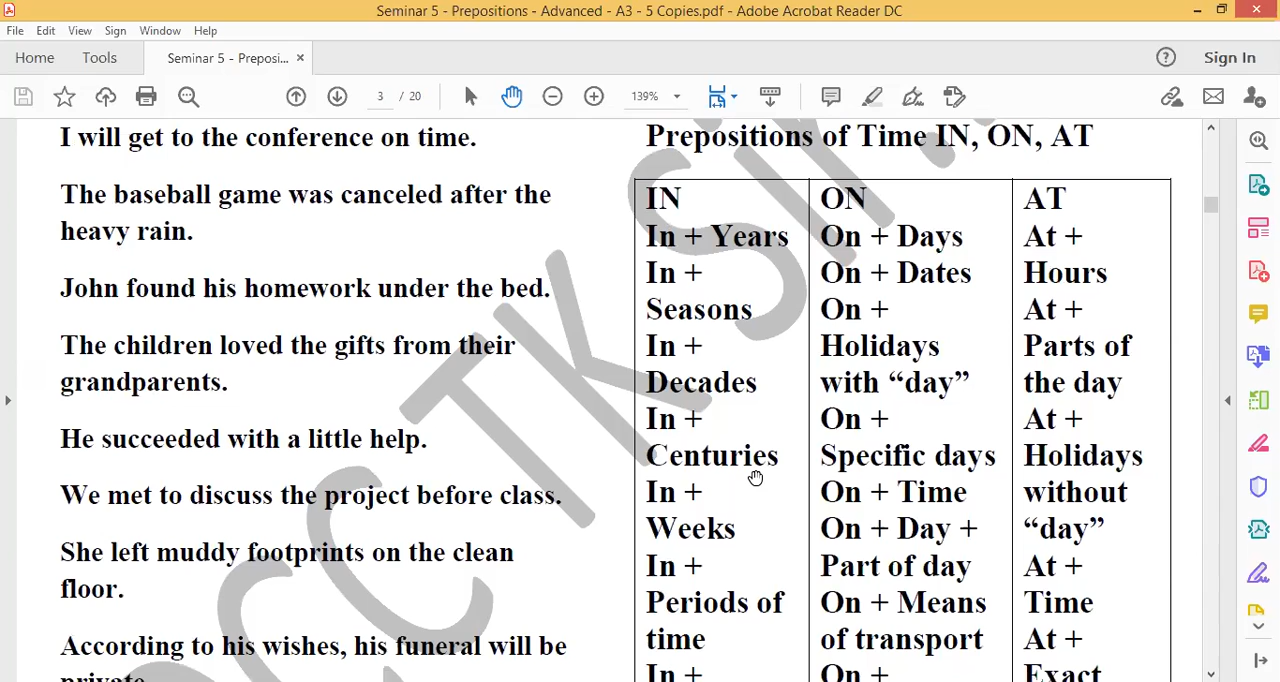 Seminar 5 - Prepositions - Advanced - A3 - 5 Copies.pdf - Adobe Acrobat Reader DC
File Edit View Sign Window Help
Home Tools Seminar 5 - Preposi... × Sign In
3 / 20 139%
I will get to the conference on time.
The baseball game was canceled after the
heavy rain.
John found his homework under the bed.
The children loved the gifts from their
grandparents.
He succeeded with a little help.
We met to discuss the project before class.
She left muddy footprints on the clean
floor.
According to his wishes, his funeral will be
private.
Prepositions of Time IN, ON, AT
IN
In + Years
In +
Seasons
In +
Decades
In +
Centuries
In +
Weeks
In +
Periods of
time
In +
ON
On + Days
On + Dates
On +
Holidays
with “day”
On +
Specific days
On + Time
On + Day +
Part of day
On + Means
of transport
On +
AT
At +
Hours
At +
Parts of
the day
At +
Holidays
without
“day”
At +
Time
At +
Exact